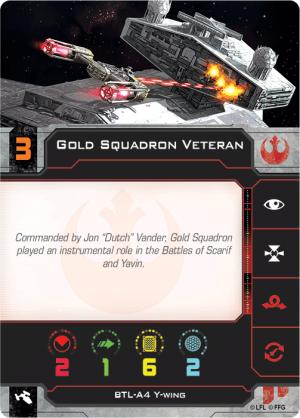 3 Gold Squadron Veteran
Commanded by Jon "Dutch" Vander, Gold Squadron
played an instrumental role in the Battles of Scarif
and Yavin.
2 1 6 2
BTL-A4 Y-wing
©LFL ©FFG